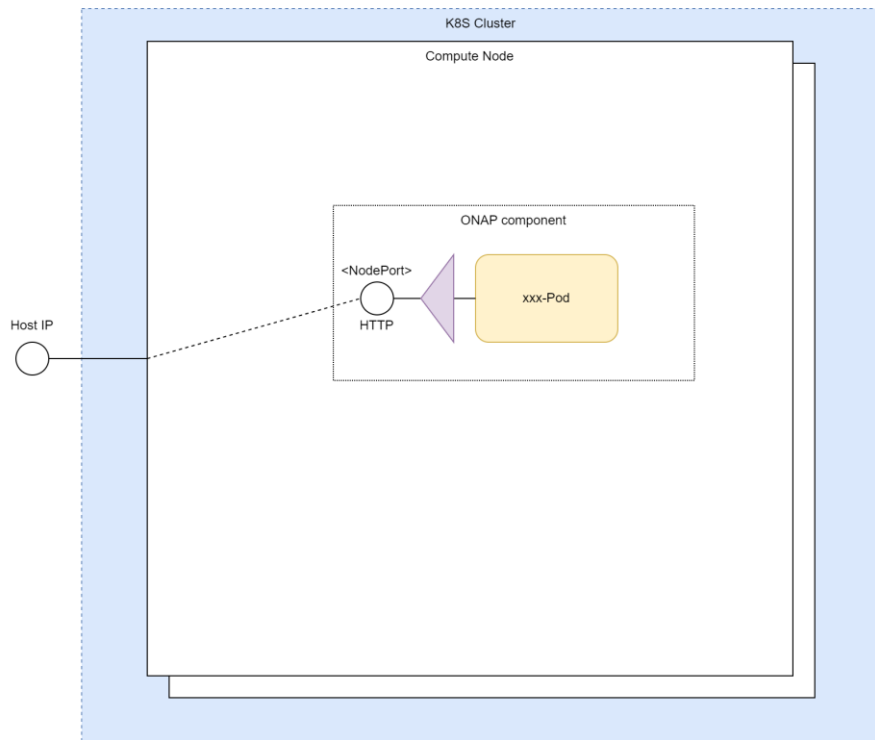 K8S Cluster
Compute Node
ONAP component
<NodePort>
xxx-Pod
HTTP
Host IP